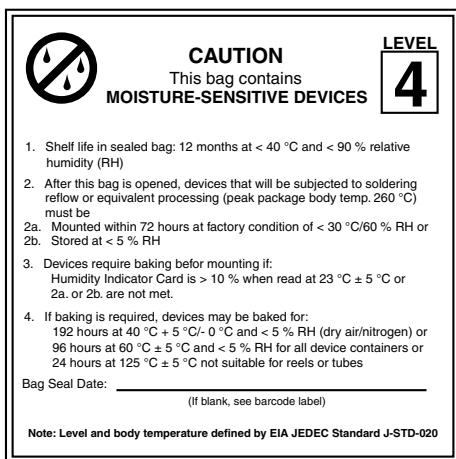 CAUTION
This bag contains
MOISTURE-SENSITIVE DEVICES
LEVEL
4
1. Shelf life in sealed bag: 12 months at < 40 °C and < 90 % relative
humidity (RH)
2. After this bag is opened, devices that will be subjected to soldering
reflow or equivalent processing (peak package body temp. 260 °C)
must be
2a. Mounted within 72 hours at factory condition of < 30 °C/60 % RH or
2b. Stored at < 5 % RH
3. Devices require baking befor mounting if:
Humidity Indicator Card is > 10 % when read at 23 °C ± 5 °C or
2a. or 2b. are not met.
4. If baking is required, devices may be baked for:
192 hours at 40 °C + 5 °C/- 0 °C and < 5 % RH (dry air/nitrogen) or
96 hours at 60 °C ± 5 °C and < 5 % RH for all device containers or
24 hours at 125 °C ± 5 °C not suitable for reels or tubes
Bag Seal Date:
(If blank, see barcode label)
Note: Level and body temperature defined by EIA JEDEC Standard J-STD-020